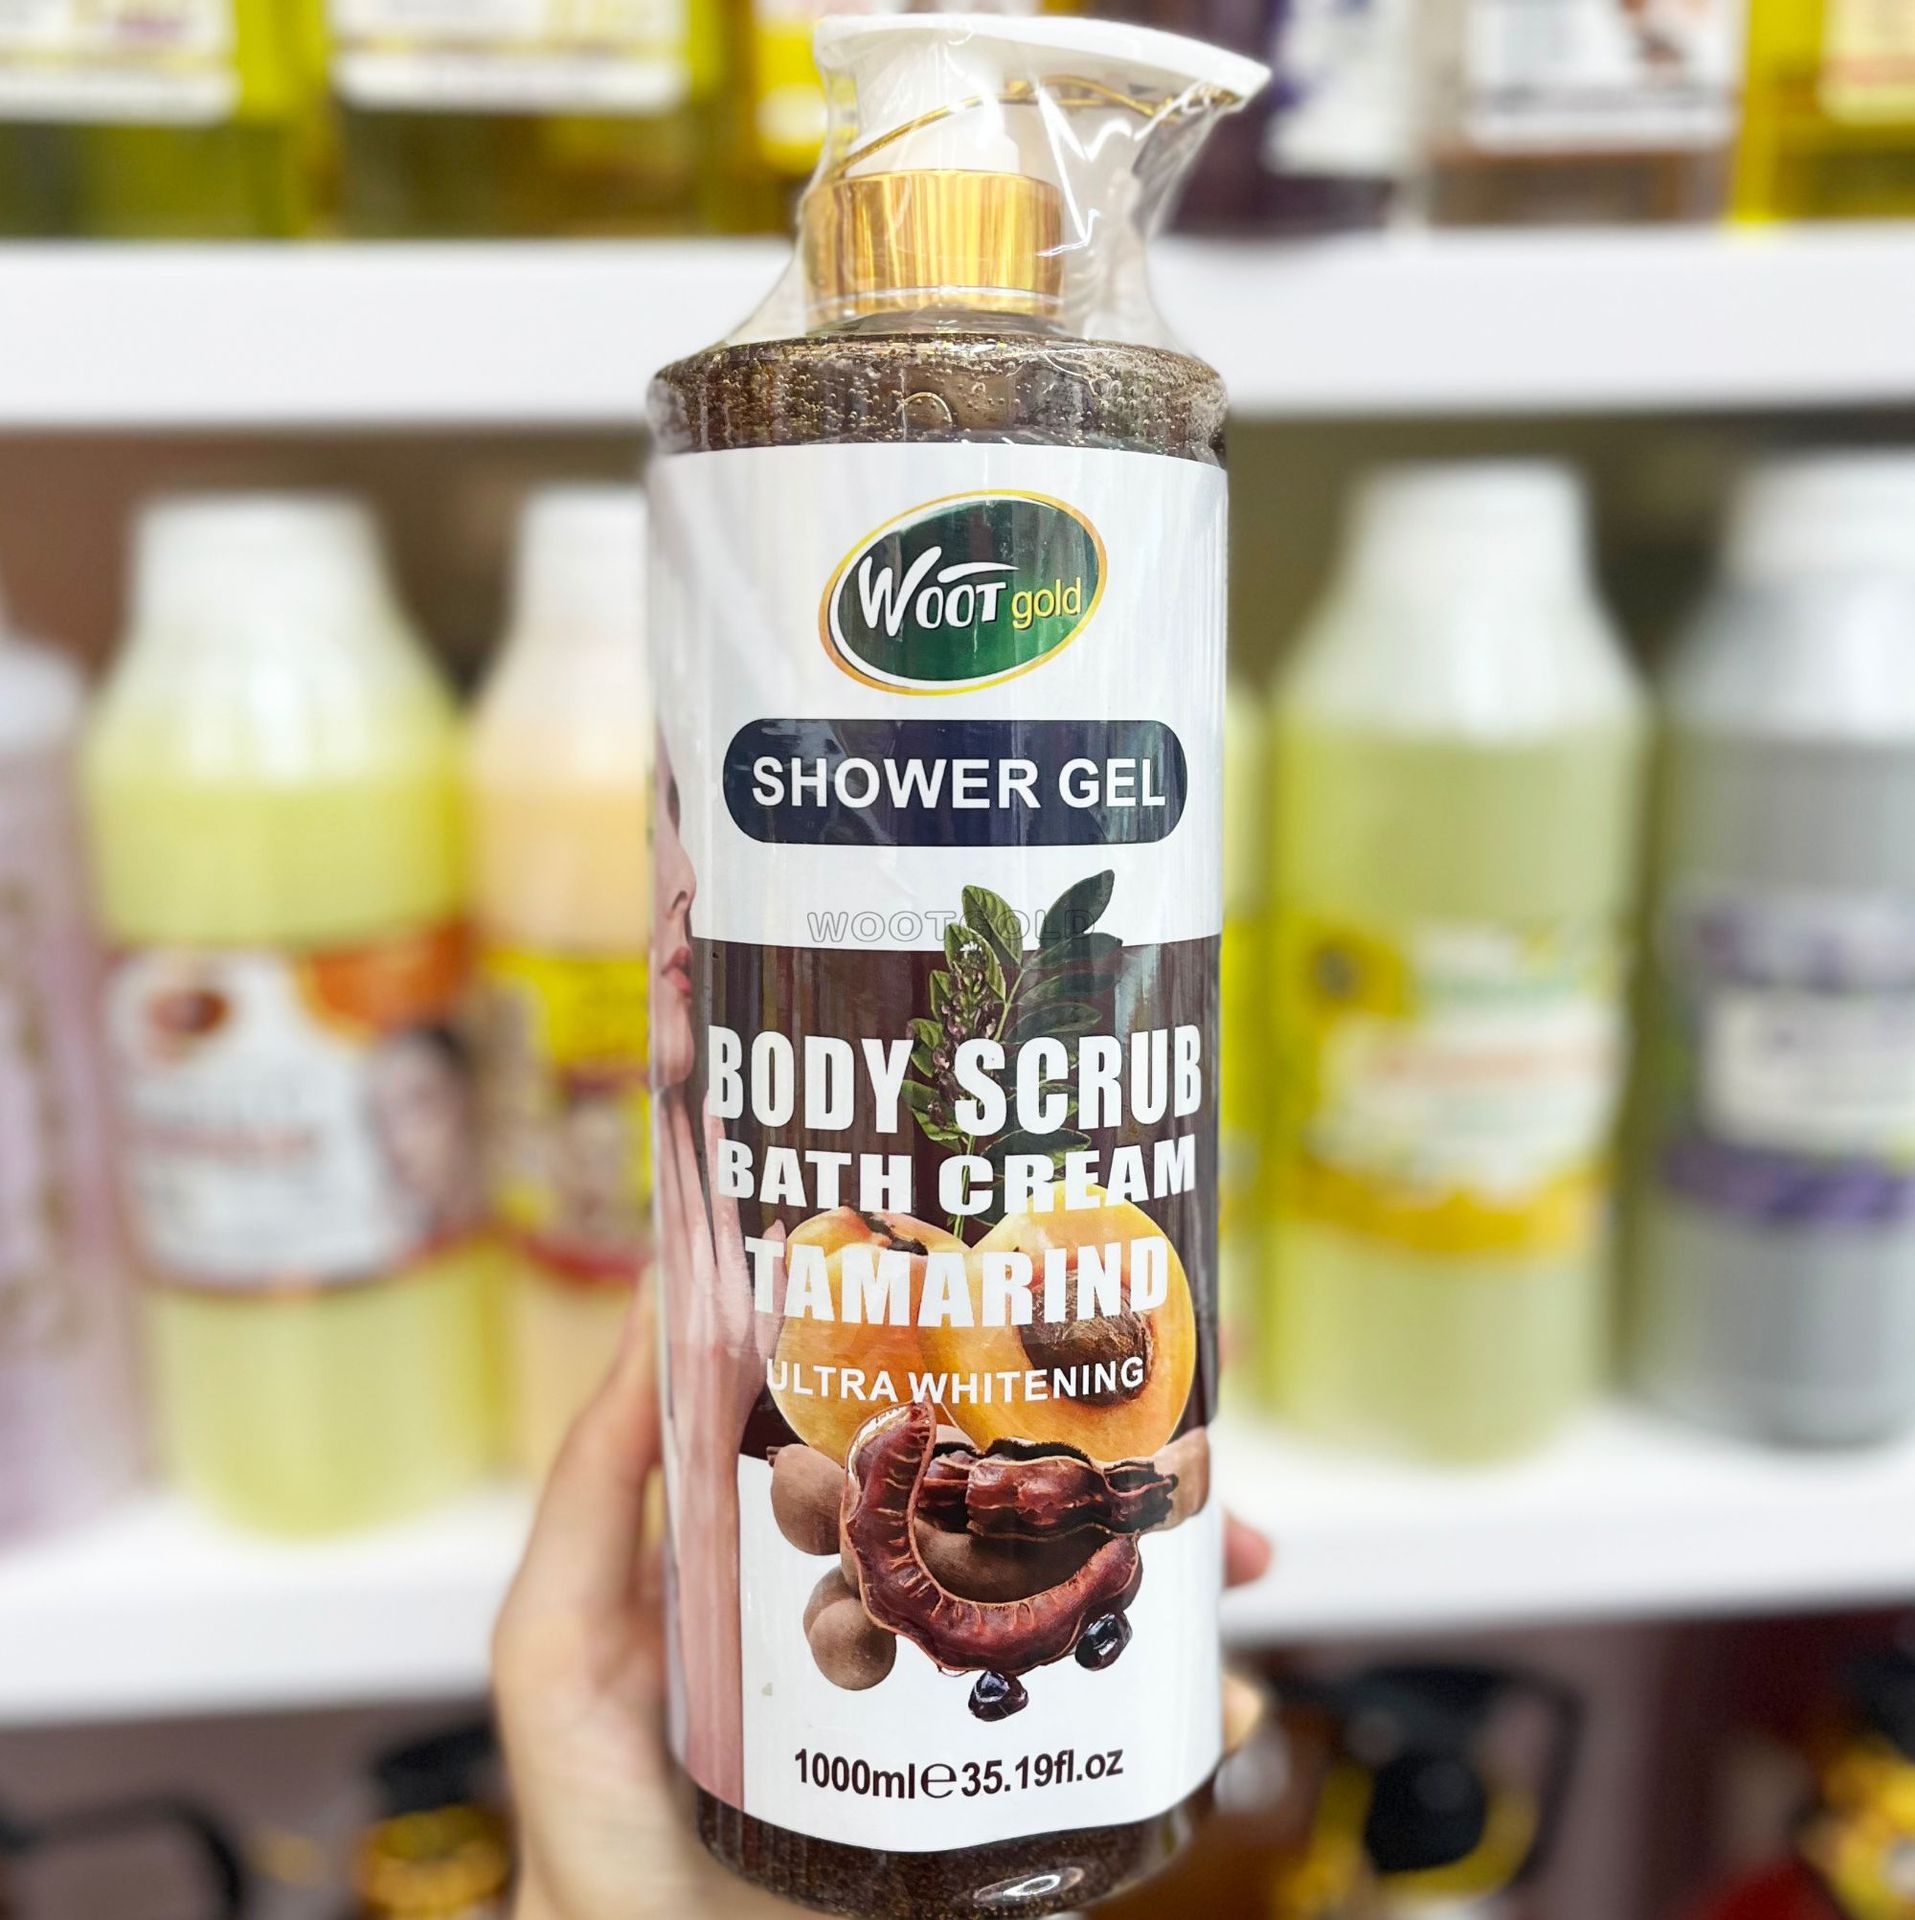 WOOT gold
SHOWER GEL
WOOTGOLD
BODY SCRUB
BATH CREAM
TAMARIND
ULTRA WHITENING
1000ml℮35.19fl.oz